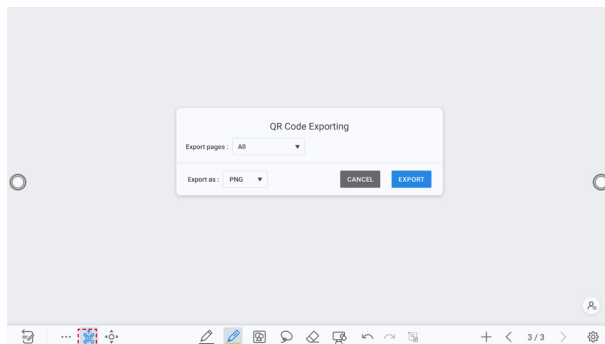 QR Code Exporting
Export pages : All
Export as : PNG CANCEL EXPORT
3 / 3